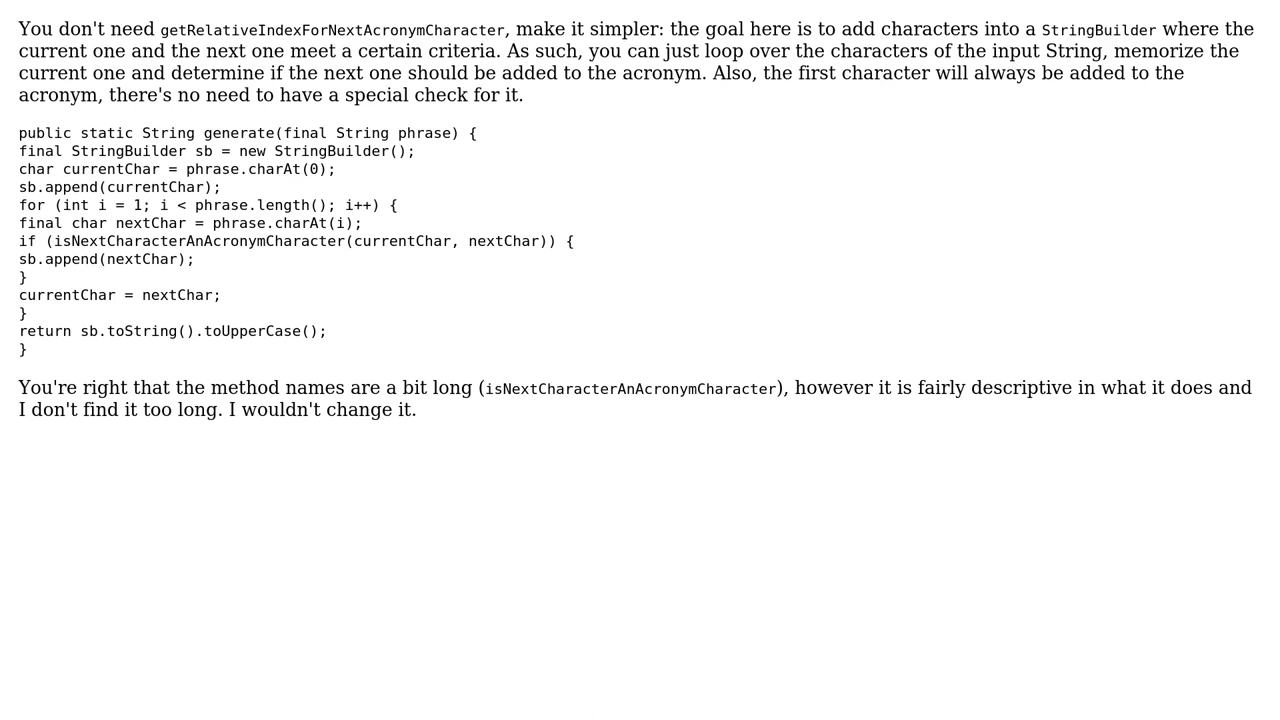 You don't need getRelativeIndexForNextAcronymCharacter, make it simpler: the goal here is to add characters into a StringBuilder where the
current one and the next one meet a certain criteria. As such, you can just loop over the characters of the input String, memorize the
current one and determine if the next one should be added to the acronym. Also, the first character will always be added to the
acronym, there's no need to have a special check for it.
public static String generate(final String phrase) {
final StringBuilder sb = new StringBuilder();
char currentChar = phrase.charAt(0);
sb.append(currentChar);
for (int i = 1; i < phrase.length(); i++) {
final char nextChar = phrase.charAt(i);
if (isNextCharacterAnAcronymCharacter(currentChar, nextChar)) {
sb.append(nextChar);
}
currentChar = nextChar;
}
return sb.toString().toUpperCase();
}
You're right that the method names are a bit long (isNextCharacterAnAcronymCharacter), however it is fairly descriptive in what it does and
I don't find it too long. I wouldn't change it.